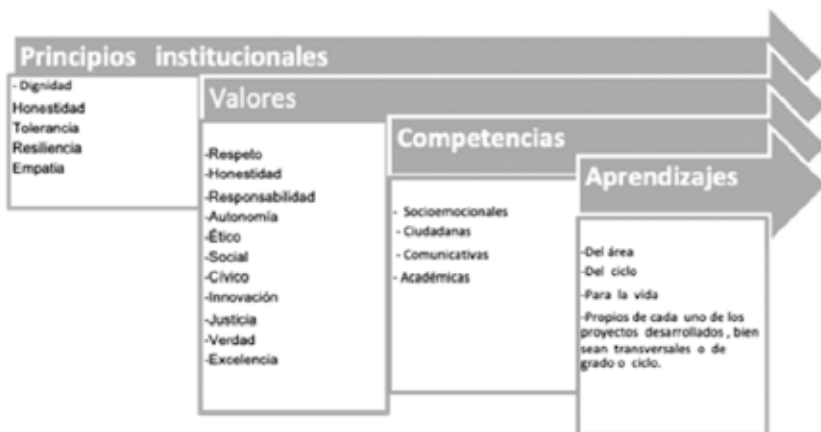 Principios institucionales
- Dignidad
Honestidad
Tolerancia
Resiliencia
Empatia
Valores
-Respeto
-Honestidad
-Responsabilidad
-Autonomía
-Ético
-Social
-Cívico
-Innovación
-Justicia
-Verdad
-Excelencia
Competencias
- Socioemocionales
- Ciudadanas
- Comunicativas
- Académicas
Aprendizajes
-Del área
-Del ciclo
-Para la vida
-Propios de cada uno de los
proyectos desarrollados , bien
sean transversales o de
grado o ciclo.